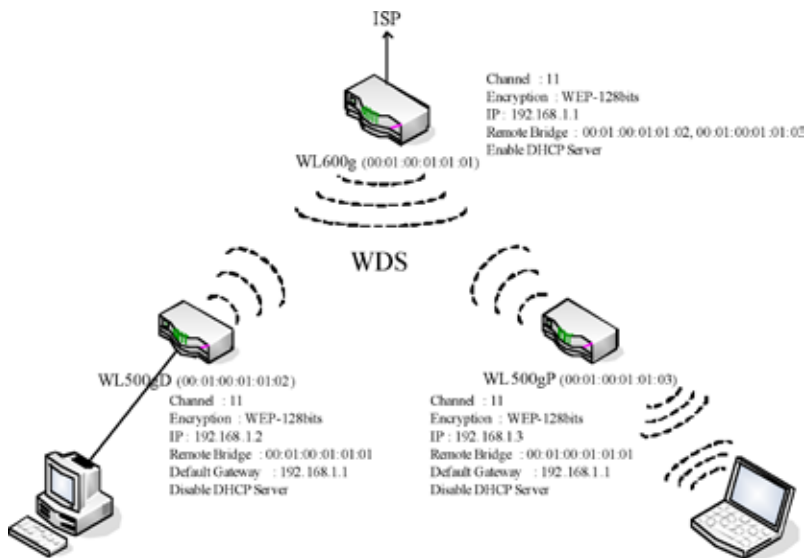 ISP
Channel : 11
Encryption : WEP-128bits
IP : 192.168.1.1
Remote Bridge : 00:01:00:01:01:02, 00:01:00:01:01:03
Enable DHCP Server
WL600g (00:01:00:01:01:01)
WDS
WL500gD (00:01:00:01:01:02)
Channel : 11
Encryption : WEP-128bits
IP : 192.168.1.2
Remote Bridge : 00:01:00:01:01:01
Default Gateway : 192.168.1.1
Disable DHCP Server
WL500gP (00:01:00:01:01:03)
Channel : 11
Encryption : WEP-128bits
IP : 192.168.1.3
Remote Bridge : 00:01:00:01:01:01
Default Gateway : 192.168.1.1
Disable DHCP Server